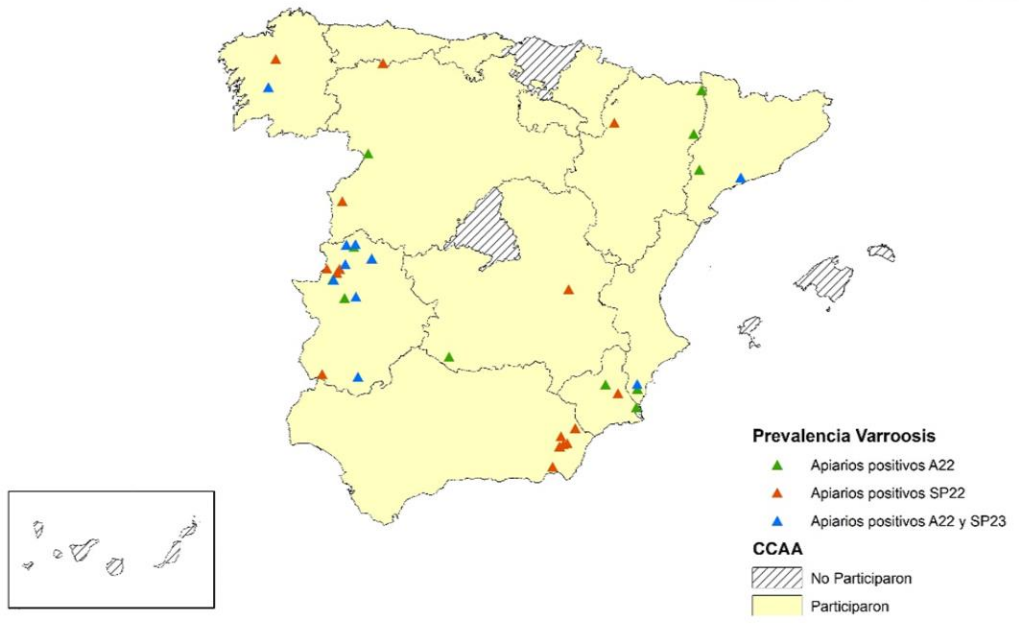 Prevalencia Varroosis
Apiarios positivos A22
Apiarios positivos SP22
Apiarios positivos A22 y SP23
CCAA
No Participaron
Participaron